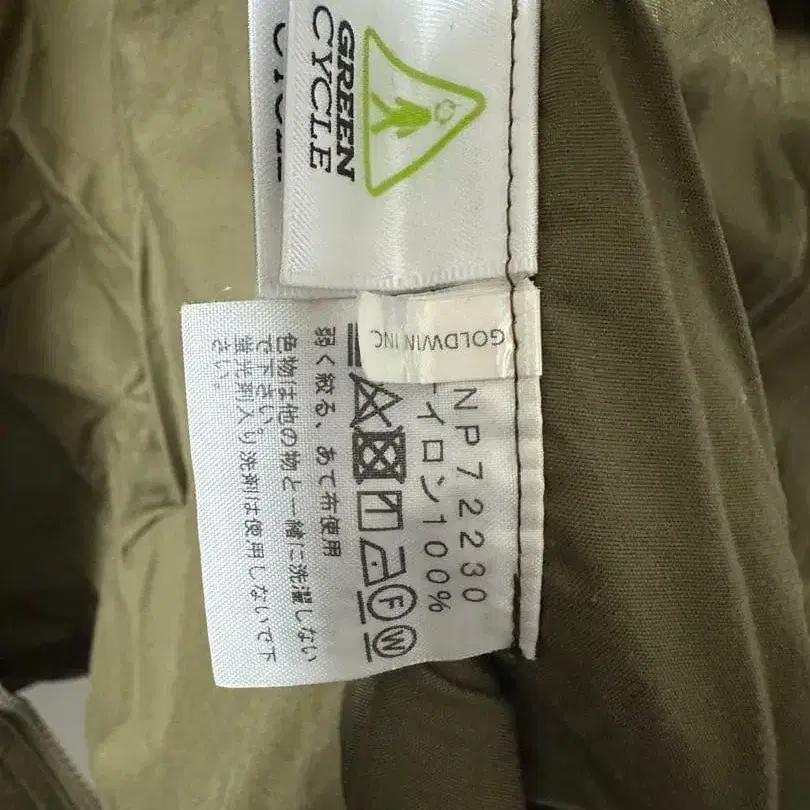 GREEN
CYCLE
GOLDWIN INC.
NP72230
イロン100%
F W
弱く絞る、あて布使用
色物は他の物と一緒に洗濯しない
で下さい。
蛍光剤入り洗剤は使用しないで下
さい。